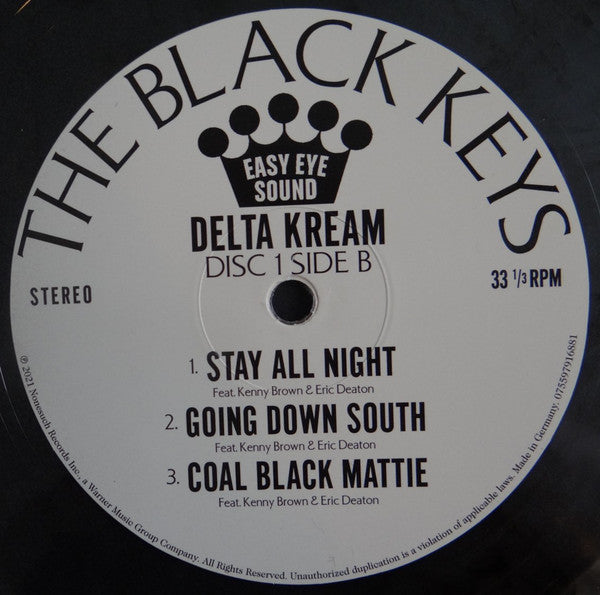 THE BLACK KEYS
EASY EYE
SOUND
DELTA KREAM
DISC 1 SIDE B
STEREO
33 1/3 RPM
1. STAY ALL NIGHT
Feat. Kenny Brown & Eric Deaton
2. GOING DOWN SOUTH
Feat. Kenny Brown & Eric Deaton
3. COAL BLACK MATTIE
Feat. Kenny Brown & Eric Deaton
℗ 2021 Nonesuch Records Inc., a Warner Music Group Company. All Rights Reserved. Unauthorized duplication is a violation of applicable laws. Made in Germany. 075597916881